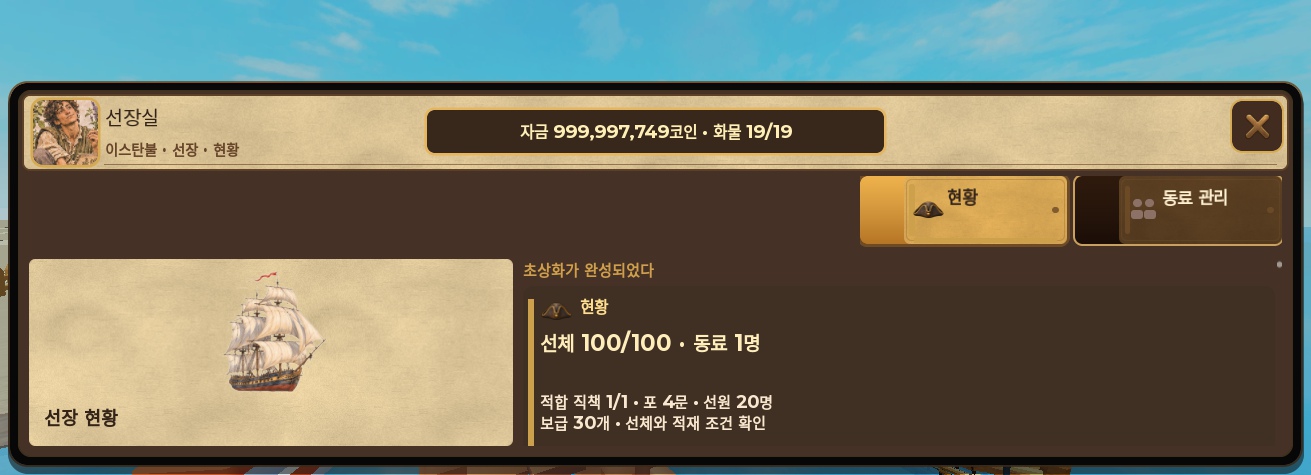 선장실
이스탄불 • 선장 • 현황
자금 999,997,749코인 • 화물 19/19
현황
동료 관리
선장 현황
초상화가 완성되었다
현황
선체 100/100 • 동료 1명
적합 직책 1/1 • 포 4문 • 선원 20명
보급 30개 • 선체와 적재 조건 확인